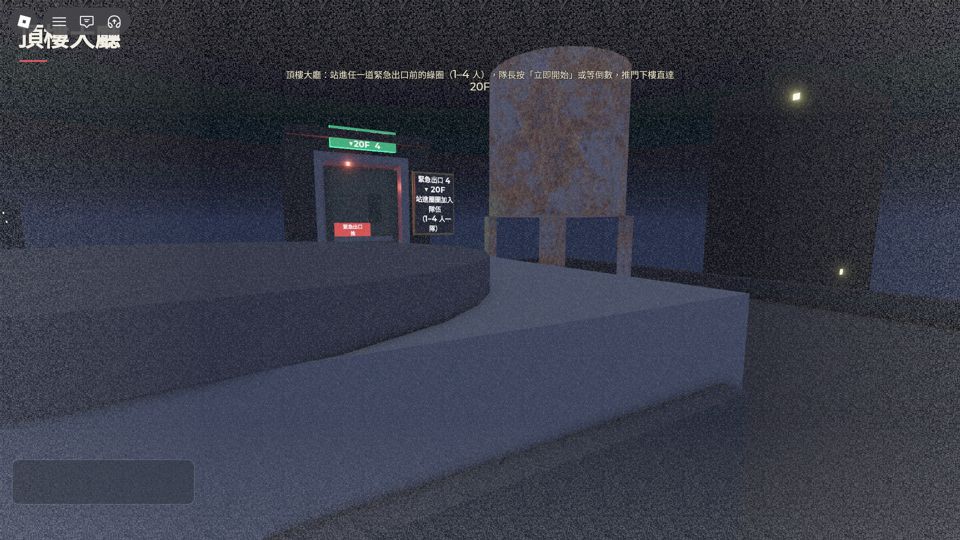 頂樓大廳
頂樓大廳：站進任一道緊急出口前的綠圈（1–4 人），隊長按「立即開始」或等倒數，推門下樓直達
20F
▼20F 4
緊急出口 4
▼ 20F
站進圈圈加入
隊伍
（1–4 人一
隊）
緊急出口